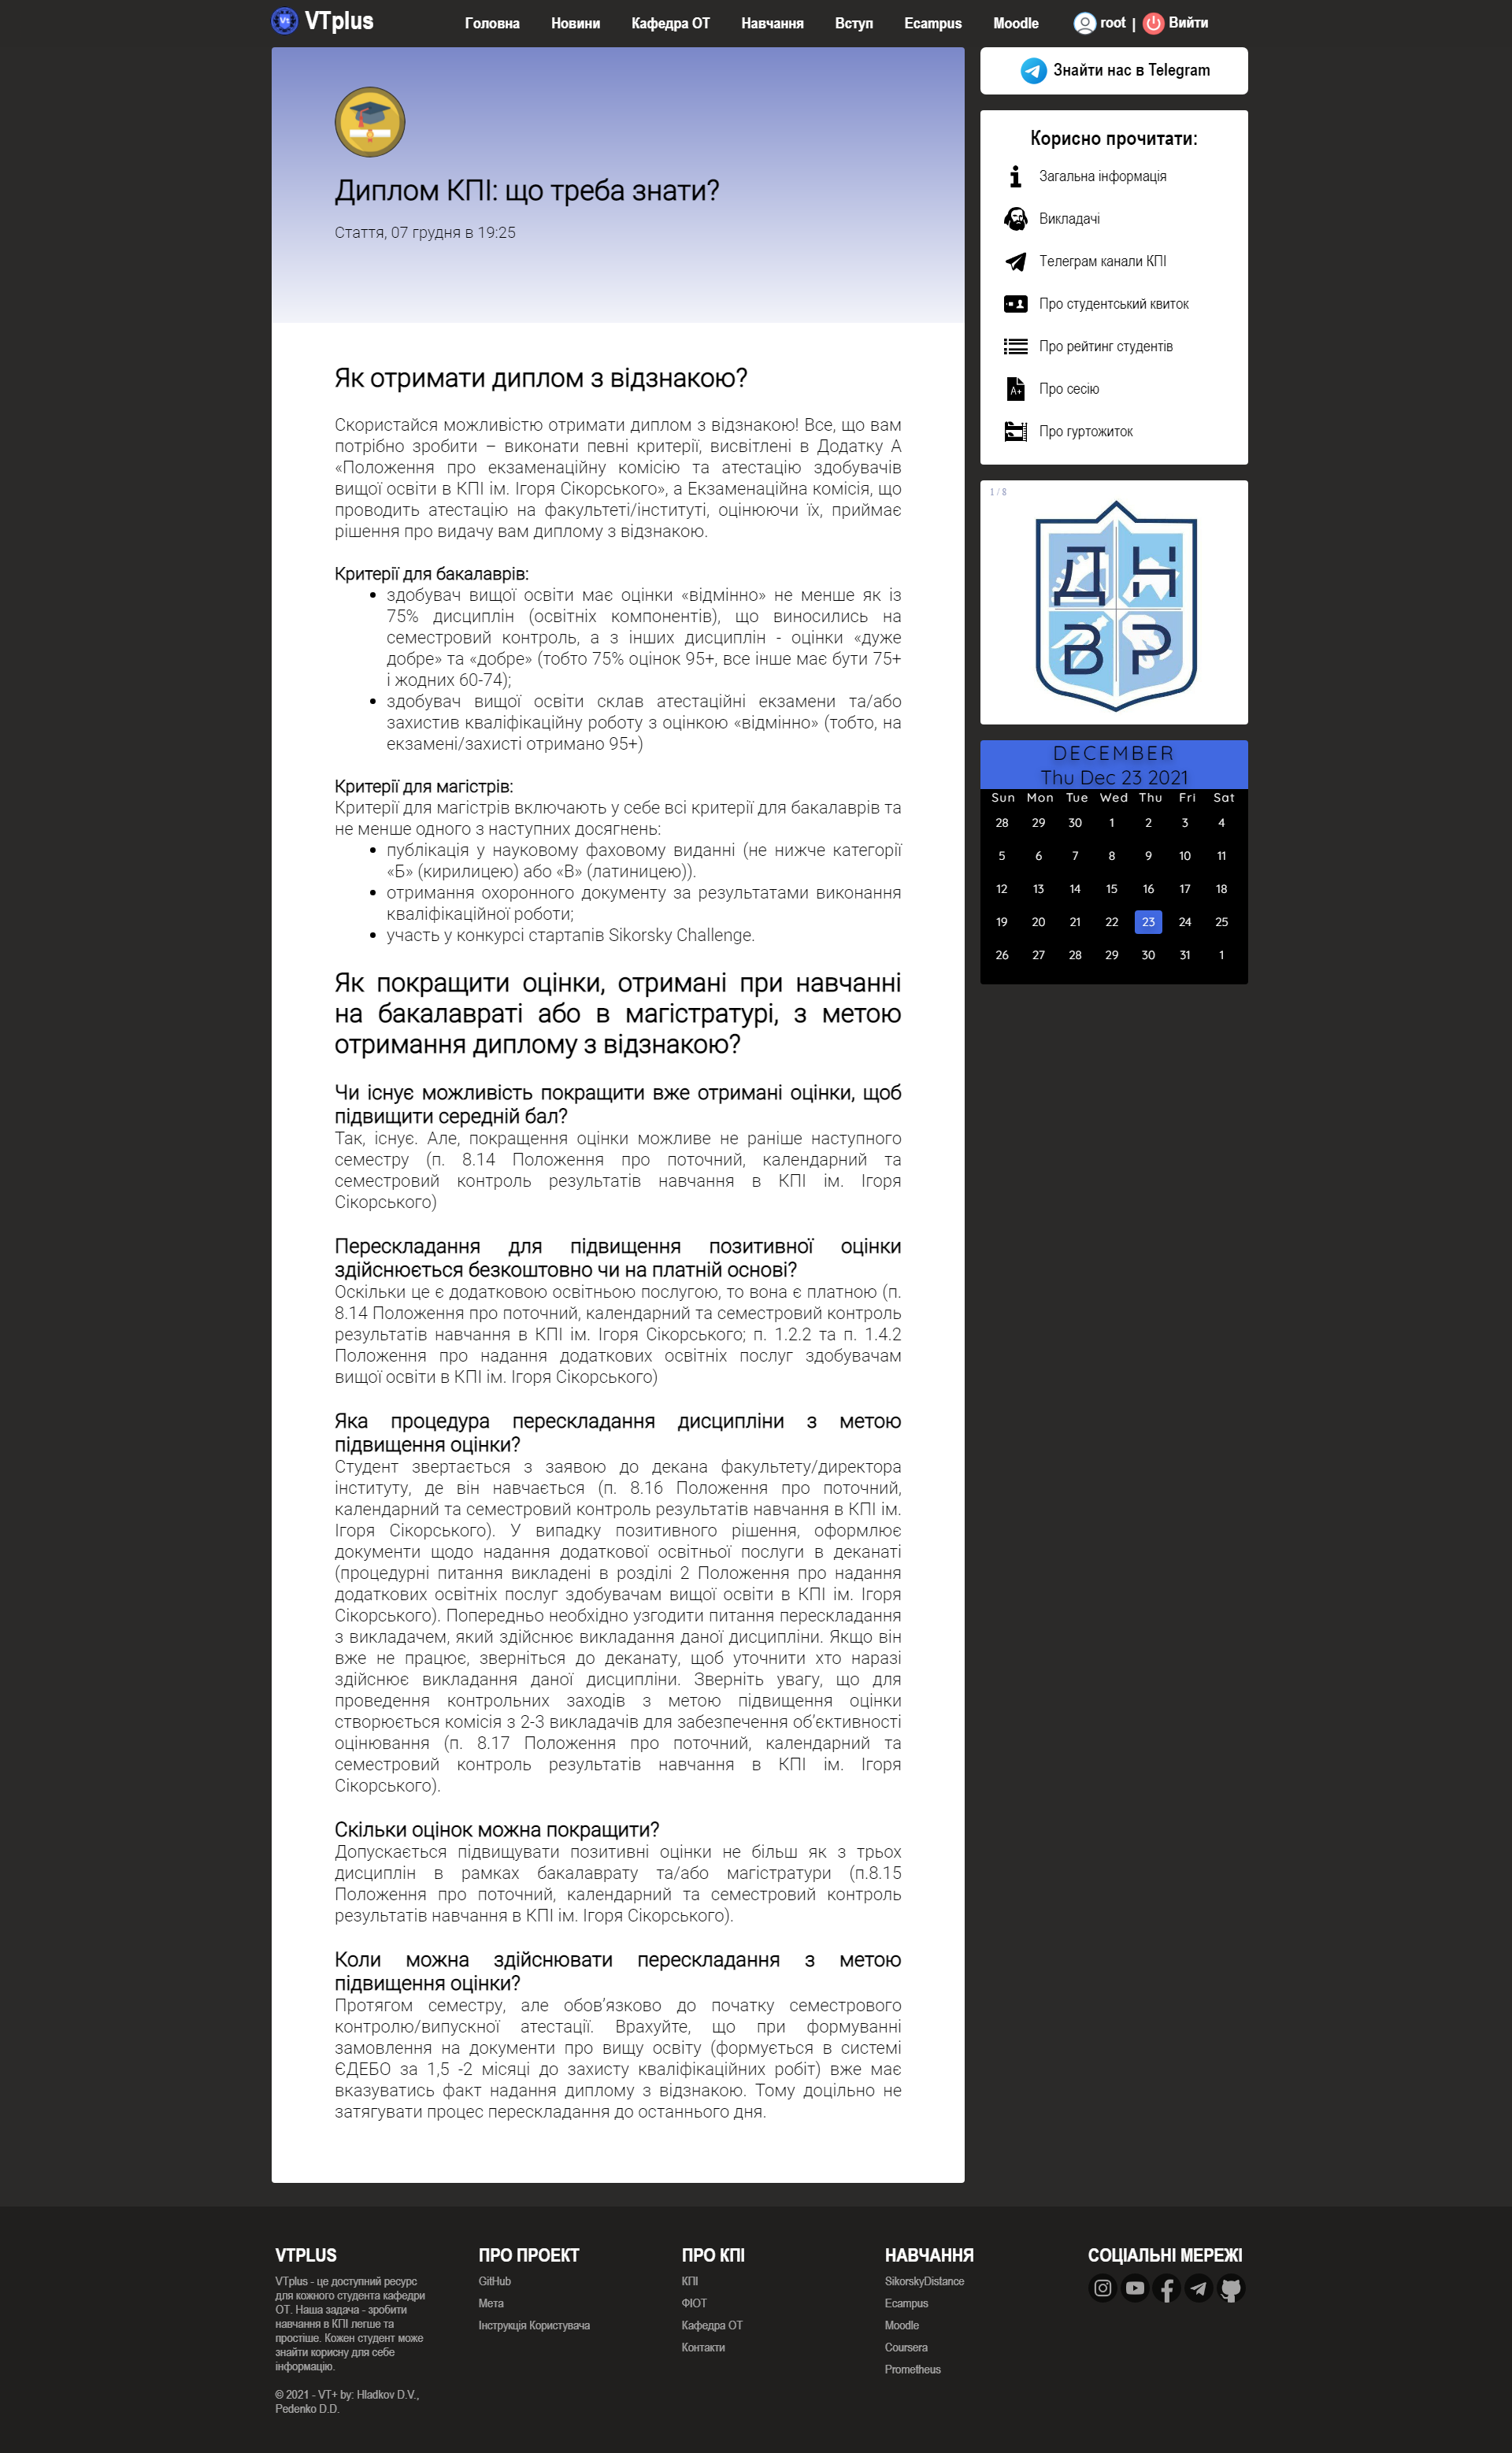 VTplus
Головна Новини Кафедра ОТ Навчання Вступ Ecampus Moodle root | Вийти
Диплом КПІ: що треба знати?
Стаття, 07 грудня в 19:25
Як отримати диплом з відзнакою?
Скористайся можливістю отримати диплом з відзнакою! Все, що вам
потрібно зробити – виконати певні критерії, висвітлені в Додатку А
«Положення про екзаменаційну комісію та атестацію здобувачів
вищої освіти в КПІ ім. Ігоря Сікорського», а Екзаменаційна комісія, що
проводить атестацію на факультеті/інституті, оцінюючи їх, приймає
рішення про видачу вам диплому з відзнакою.
Критерії для бакалаврів:
здобувач вищої освіти має оцінки «відмінно» не менше як із
75% дисциплін (освітніх компонентів), що виносились на
семестровий контроль, а з інших дисциплін - оцінки «дуже
добре» та «добре» (тобто 75% оцінок 95+, все інше має бути 75+
і жодних 60-74);
здобувач вищої освіти склав атестаційні екзамени та/або
захистив кваліфікаційну роботу з оцінкою «відмінно» (тобто, на
екзамені/захисті отримано 95+)
Критерії для магістрів:
Критерії для магістрів включають у себе всі критерії для бакалаврів та
не менше одного з наступних досягнень:
публікація у науковому фаховому виданні (не нижче категорії
«Б» (кирилицею) або «B» (латиницею)).
отримання охоронного документу за результатами виконання
кваліфікаційної роботи;
участь у конкурсі стартапів Sikorsky Challenge.
Як покращити оцінки, отримані при навчанні
на бакалавраті або в магістратурі, з метою
отримання диплому з відзнакою?
Чи існує можливість покращити вже отримані оцінки, щоб
підвищити середній бал?
Так, існує. Але, покращення оцінки можливе не раніше наступного
семестру (п. 8.14 Положення про поточний, календарний та
семестровий контроль результатів навчання в КПІ ім. Ігоря
Сікорського)
Перескладання для підвищення позитивної оцінки
здійснюється безкоштовно чи на платній основі?
Оскільки це є додатковою освітньою послугою, то вона є платною (п.
8.14 Положення про поточний, календарний та семестровий контроль
результатів навчання в КПІ ім. Ігоря Сікорського; п. 1.2.2 та п. 1.4.2
Положення про надання додаткових освітніх послуг здобувачам
вищої освіти в КПІ ім. Ігоря Сікорського)
Яка процедура перескладання дисципліни з метою
підвищення оцінки?
Студент звертається з заявою до декана факультету/директора
інституту, де він навчається (п. 8.16 Положення про поточний,
календарний та семестровий контроль результатів навчання в КПІ ім.
Ігоря Сікорського). У випадку позитивного рішення, оформлює
документи щодо надання додаткової освітньої послуги в деканаті
(процедурні питання викладені в розділі 2 Положення про надання
додаткових освітніх послуг здобувачам вищої освіти в КПІ ім. Ігоря
Сікорського). Попередньо необхідно узгодити питання перескладання
з викладачем, який здійснює викладання даної дисципліни. Якщо він
вже не працює, зверніться до деканату, щоб уточнити хто наразі
здійснює викладання даної дисципліни. Зверніть увагу, що для
проведення контрольних заходів з метою підвищення оцінки
створюється комісія з 2-3 викладачів для забезпечення об’єктивності
оцінювання (п. 8.17 Положення про поточний, календарний та
семестровий контроль результатів навчання в КПІ ім. Ігоря
Сікорського).
Скільки оцінок можна покращити?
Допускається підвищувати позитивні оцінки не більш як з трьох
дисциплін в рамках бакалаврату та/або магістратури (п.8.15
Положення про поточний, календарний та семестровий контроль
результатів навчання в КПІ ім. Ігоря Сікорського).
Коли можна здійснювати перескладання з метою
підвищення оцінки?
Протягом семестру, але обов’язково до початку семестрового
контролю/випускної атестації. Врахуйте, що при формуванні
замовлення на документи про вищу освіту (формується в системі
ЄДЕБО за 1,5 -2 місяці до захисту кваліфікаційних робіт) вже має
вказуватись факт надання диплому з відзнакою. Тому доцільно не
затягувати процес перескладання до останнього дня.
Знайти нас в Telegram
Корисно прочитати:
Загальна інформація
Викладачі
Телеграм канали КПІ
Про студентський квиток
Про рейтинг студентів
A+ Про сесію
Про гуртожиток
1 / 8
ДН
ВР
DECEMBER
Thu Dec 23 2021
Sun Mon Tue Wed Thu Fri Sat
28 29 30 1 2 3 4
5 6 7 8 9 10 11
12 13 14 15 16 17 18
19 20 21 22 23 24 25
26 27 28 29 30 31 1
VTPLUS
VTplus - це доступний ресурс
для кожного студента кафедри
ОТ. Наша задача - зробити
навчання в КПІ легше та
простіше. Кожен студент може
знайти корисну для себе
інформацію.
© 2021 - VT+ by: Hladkov D.V.,
Pedenko D.D.
ПРО ПРОЕКТ
GitHub
Мета
Інструкція Користувача
ПРО КПІ
КПІ
ФІОТ
Кафедра ОТ
Контакти
НАВЧАННЯ
SikorskyDistance
Ecampus
Moodle
Coursera
Prometheus
СОЦІАЛЬНІ МЕРЕЖІ